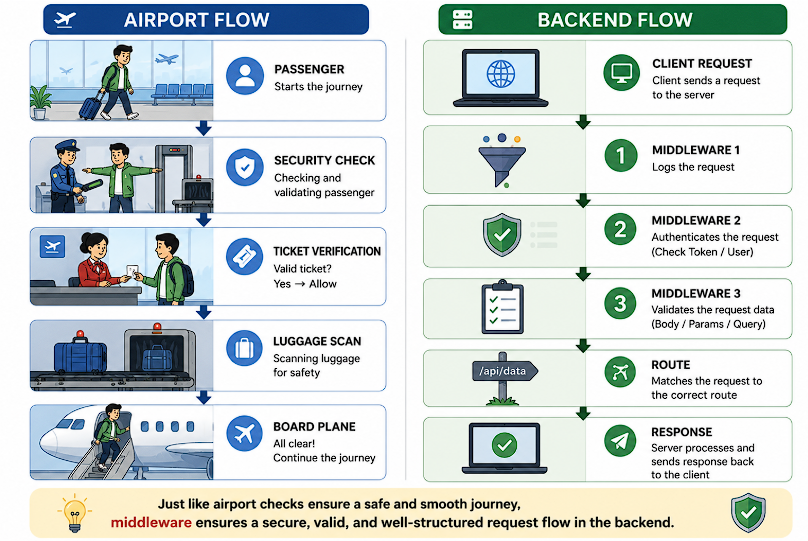 AIRPORT FLOW
PASSENGER
Starts the journey
SECURITY CHECK
Checking and
validating passenger
TICKET VERIFICATION
Valid ticket?
Yes → Allow
LUGGAGE SCAN
Scanning luggage
for safety
BOARD PLANE
All clear!
Continue the journey
BACKEND FLOW
CLIENT REQUEST
Client sends a request
to the server
1
MIDDLEWARE 1
Logs the request
2
MIDDLEWARE 2
Authenticates the request
(Check Token / User)
3
MIDDLEWARE 3
Validates the request data
(Body / Params / Query)
/api/data
ROUTE
Matches the request to
the correct route
RESPONSE
Server processes and
sends response back
to the client
Just like airport checks ensure a safe and smooth journey,
middleware ensures a secure, valid, and well-structured request flow in the backend.